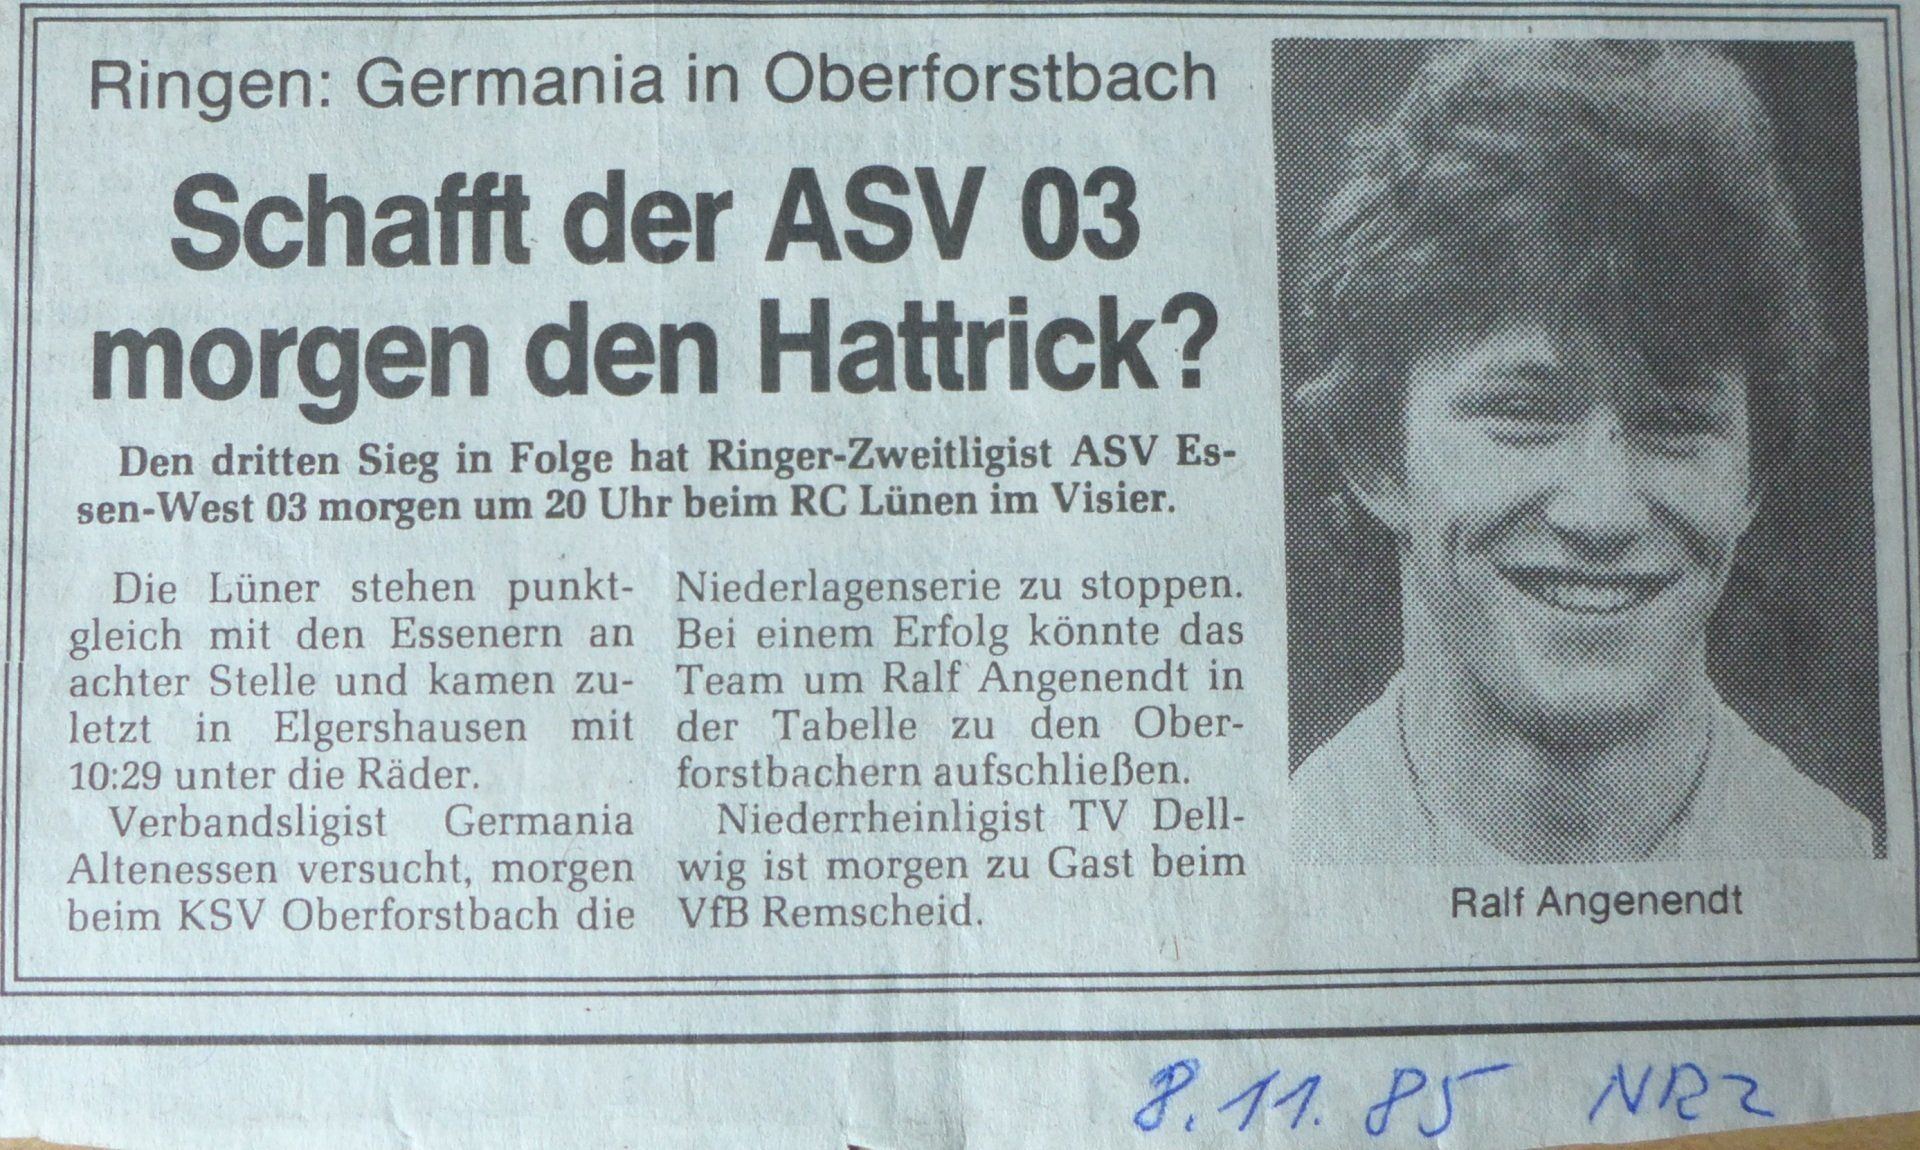 Ringen: Germania in Oberforstbach
Schafft der ASV 03
morgen den Hattrick?
Den dritten Sieg in Folge hat Ringer-Zweitligist ASV Es-
sen-West 03 morgen um 20 Uhr beim RC Lünen im Visier.
Die Lüner stehen punkt-
gleich mit den Essenern an
achter Stelle und kamen zu-
letzt in Elgershausen mit
10:29 unter die Räder.
Verbandsligist Germania
Altenessen versucht, morgen
beim KSV Oberforstbach die
Niederlagenserie zu stoppen.
Bei einem Erfolg könnte das
Team um Ralf Angenendt in
der Tabelle zu den Ober-
forstbachern aufschließen.
Niederrheinligist TV Dell-
wig ist morgen zu Gast beim
VfB Remscheid.
Ralf Angenendt
8.11.85 NRZ